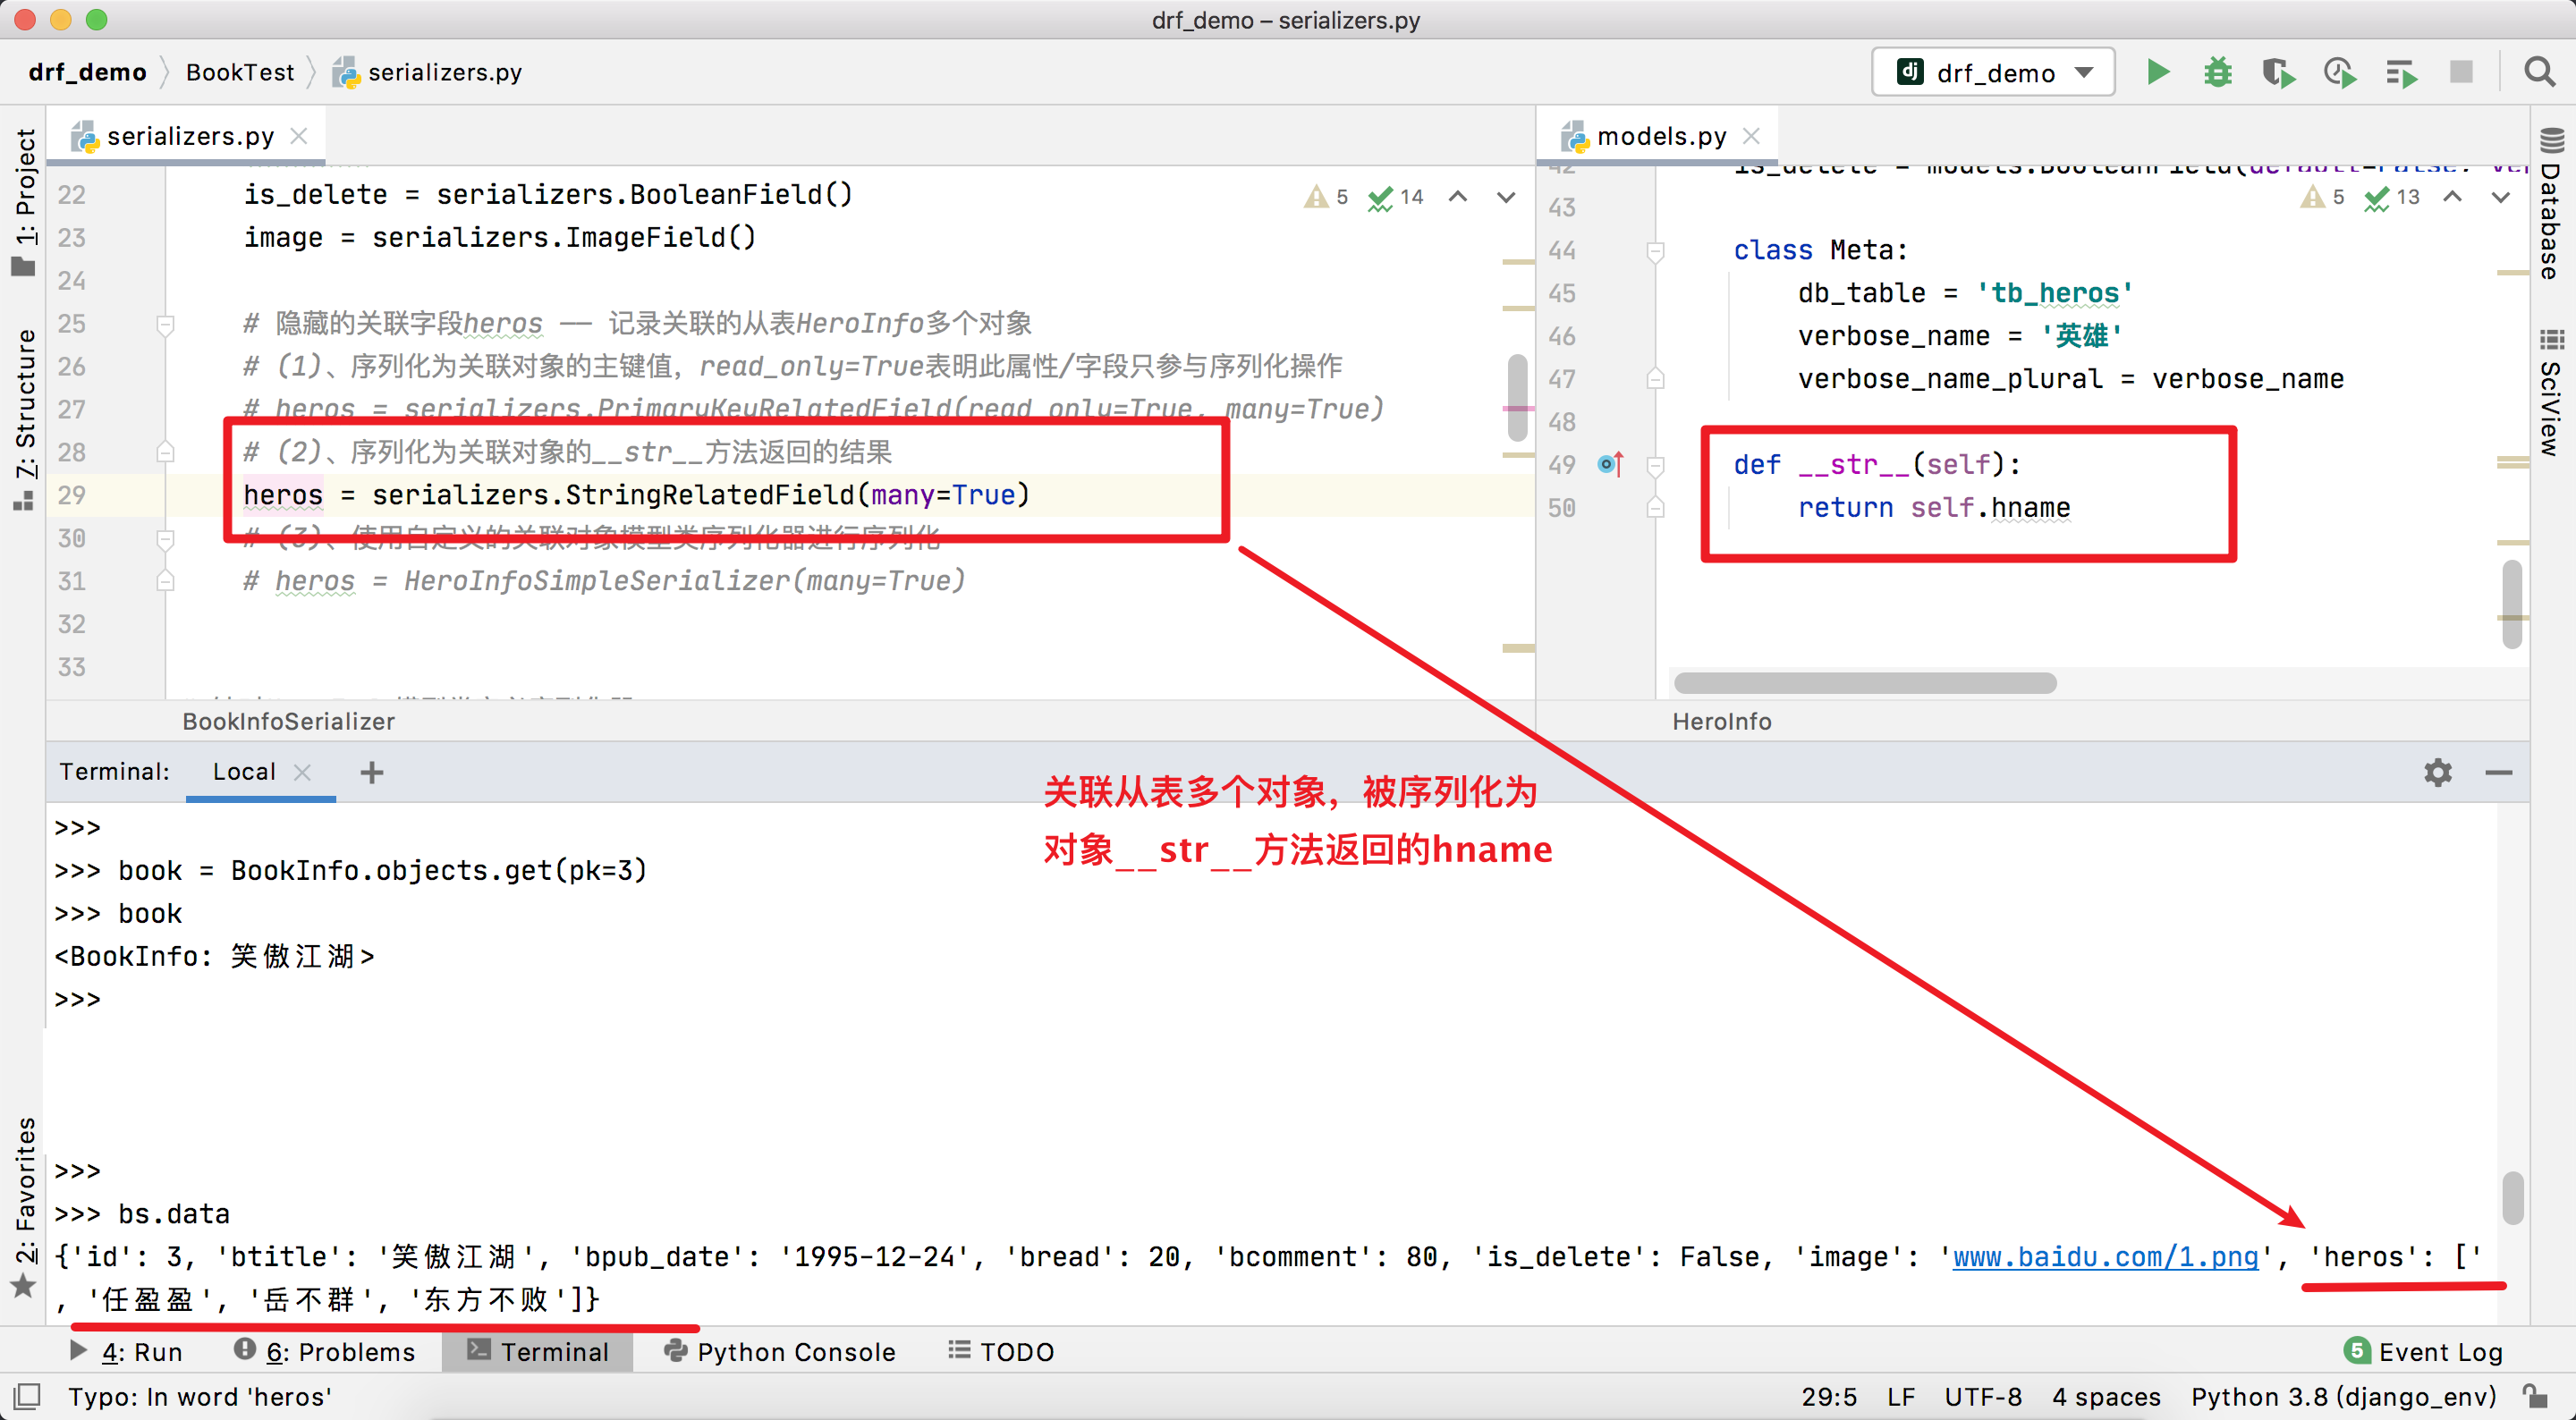 drf_demo – serializers.py
drf_demo BookTest serializers.py
drf_demo
serializers.py
models.py
1: Project
7: Structure
2: Favorites
Database
SciView
22 is_delete = serializers.BooleanField()
23 image = serializers.ImageField()
24
25 # 隐藏的关联字段heros —— 记录关联的从表HeroInfo多个对象
26 # (1)、序列化为关联对象的主键值，read_only=True表明此属性/字段只参与序列化操作
27 # heros = serializers.PrimaryKeyRelatedField(read_only=True, many=True)
28 # (2)、序列化为关联对象的__str__方法返回的结果
29 heros = serializers.StringRelatedField(many=True)
30 # (3)、使用自定义的关联对象模型类序列化器进行序列化
31 # heros = HeroInfoSimpleSerializer(many=True)
32
33
5 14
BookInfoSerializer
42 is_delete = models.BooleanField(default=False, ver
43
44 class Meta:
45 db_table = 'tb_heros'
46 verbose_name = '英雄'
47 verbose_name_plural = verbose_name
48
49 def __str__(self):
50 return self.hname
5 13
HeroInfo
Terminal: Local
关联从表多个对象，被序列化为
对象__str__方法返回的hname
>>>
>>> book = BookInfo.objects.get(pk=3)
>>> book
<BookInfo: 笑傲江湖>
>>>
>>>
>>> bs.data
{'id': 3, 'btitle': '笑傲江湖', 'bpub_date': '1995-12-24', 'bread': 20, 'bcomment': 80, 'is_delete': False, 'image': 'www.baidu.com/1.png', 'heros': ['
, '任盈盈', '岳不群', '东方不败']}
4: Run 6: Problems Terminal Python Console TODO 5 Event Log
Typo: In word 'heros' 29:5 LF UTF-8 4 spaces Python 3.8 (django_env)